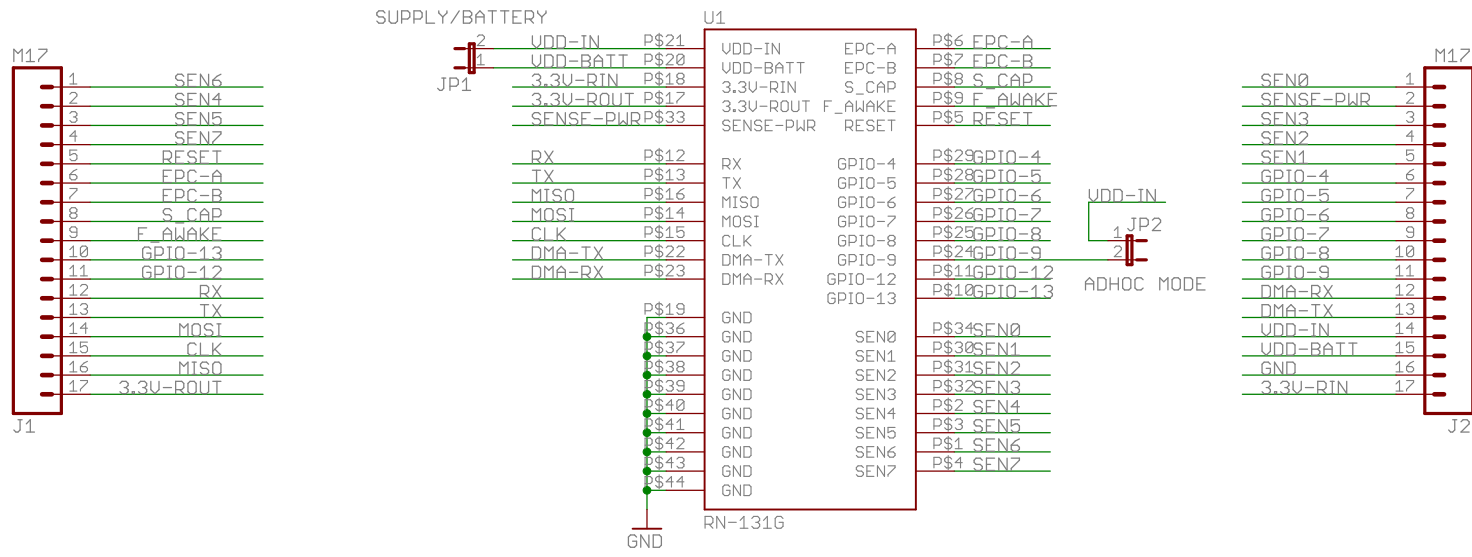 M17
1 SEN6
2 SEN4
3 SEN5
4 SEN7
5 RESET
6 EPC-A
7 EPC-B
8 S_CAP
9 F_AWAKE
10 GPIO-13
11 GPIO-12
12 RX
13 TX
14 MOSI
15 CLK
16 MISO
17 3.3V-ROUT
J1
SUPPLY/BATTERY
2 VDD-IN
1 VDD-BATT
JP1
3.3V-RIN
3.3V-ROUT
SENSE-PWR
RX
TX
MISO
MOSI
CLK
DMA-TX
DMA-RX
U1
P$21 VDD-IN EPC-A P$6 EPC-A
P$20 VDD-BATT EPC-B P$7 EPC-B
P$18 3.3V-RIN S_CAP P$8 S_CAP
P$17 3.3V-ROUT F_AWAKE P$9 F_AWAKE
P$33 SENSE-PWR RESET P$5 RESET
P$12 RX GPIO-4 P$29 GPIO-4
P$13 TX GPIO-5 P$28 GPIO-5
P$16 MISO GPIO-6 P$27 GPIO-6
P$14 MOSI GPIO-7 P$26 GPIO-7
P$15 CLK GPIO-8 P$25 GPIO-8
P$22 DMA-TX GPIO-9 P$24 GPIO-9
P$23 DMA-RX GPIO-12 P$11 GPIO-12
GPIO-13 P$10 GPIO-13
P$19 GND
P$36 GND SEN0 P$34 SEN0
P$37 GND SEN1 P$30 SEN1
P$38 GND SEN2 P$31 SEN2
P$39 GND SEN3 P$32 SEN3
P$40 GND SEN4 P$2 SEN4
P$41 GND SEN5 P$3 SEN5
P$42 GND SEN6 P$1 SEN6
P$43 GND SEN7 P$4 SEN7
P$44 GND
RN-131G
GND
VDD-IN
JP2
1
2
ADHOC MODE
M17
SEN0 1
SENSE-PWR 2
SEN3 3
SEN2 4
SEN1 5
GPIO-4 6
GPIO-5 7
GPIO-6 8
GPIO-7 9
GPIO-8 10
GPIO-9 11
DMA-RX 12
DMA-TX 13
VDD-IN 14
VDD-BATT 15
GND 16
3.3V-RIN 17
J2